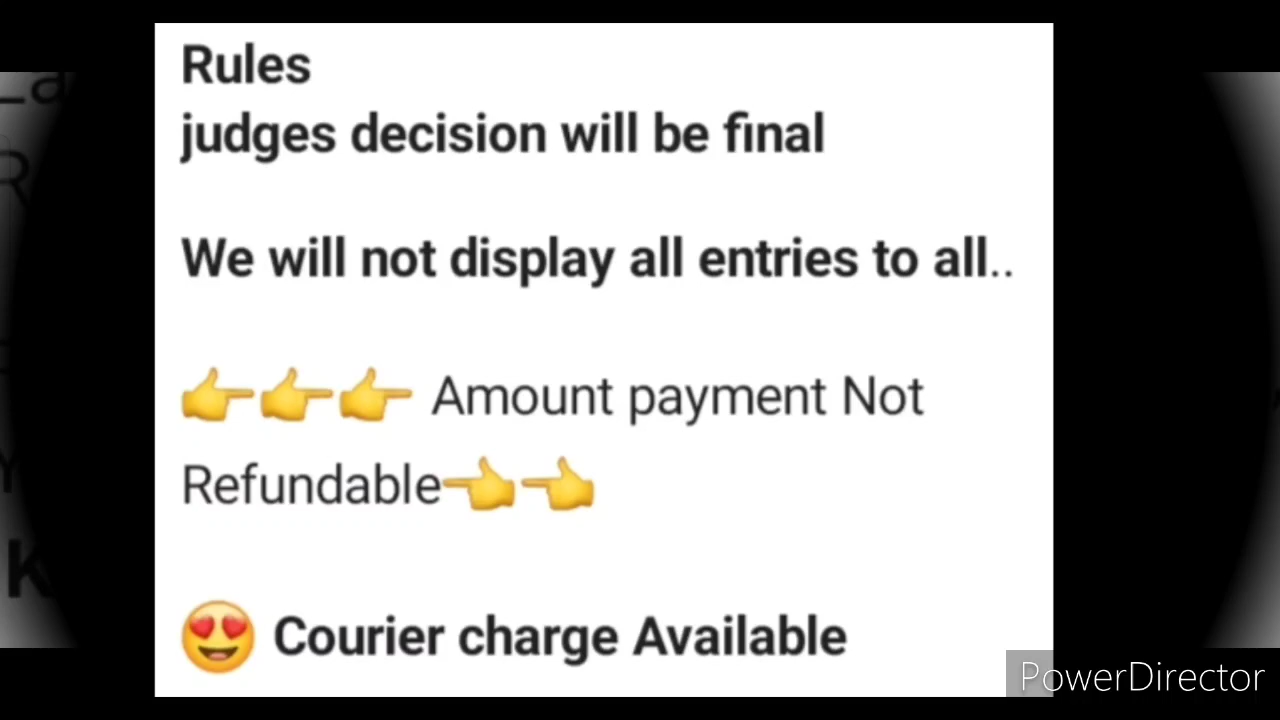 Rules
judges decision will be final
We will not display all entries to all..
👉👉👉 Amount payment Not
Refundable👈👈
😍 Courier charge Available
PowerDirector